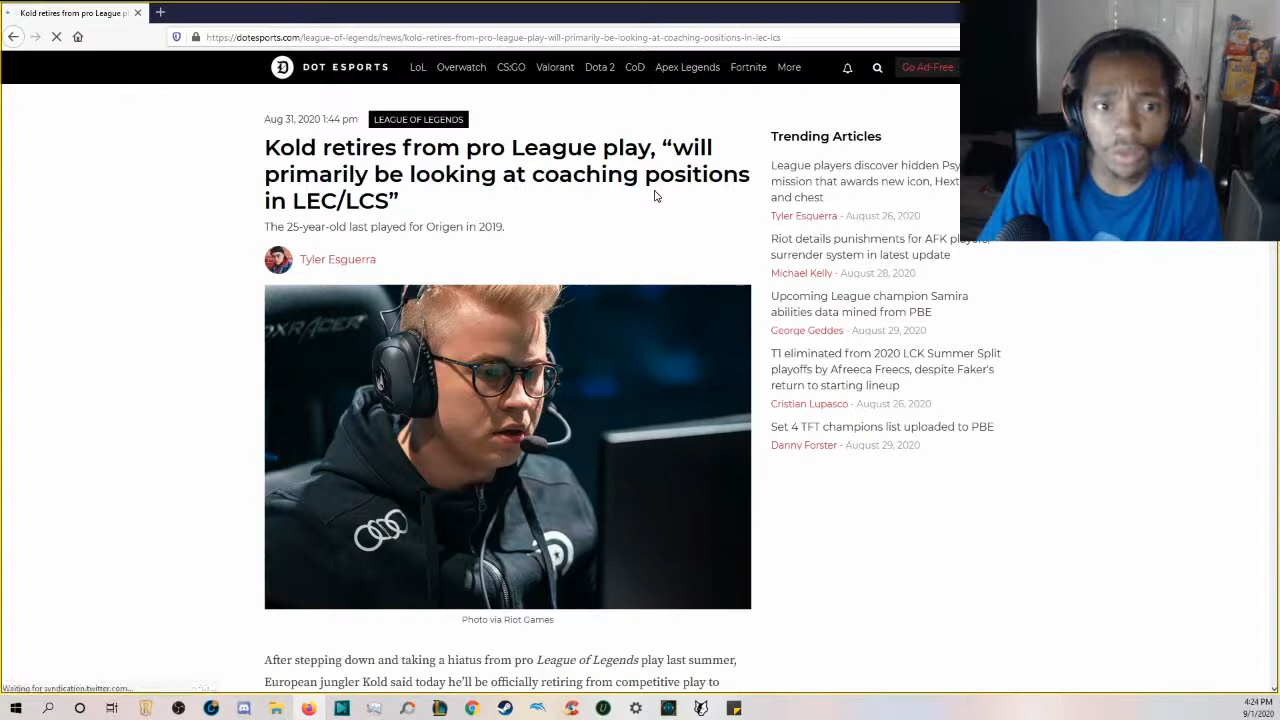 Kold retires from pro League pl
https://dotesports.com/league-of-legends/news/kold-retires-from-pro-league-play-will-primarily-be-looking-at-coaching-positions-in-lec-lcs
DOT ESPORTS
LoL Overwatch CS:GO Valorant Dota 2 CoD Apex Legends Fortnite More
Go Ad-Free
Aug 31, 2020 1:44 pm LEAGUE OF LEGENDS
Kold retires from pro League play, “will
primarily be looking at coaching positions
in LEC/LCS”
The 25-year-old last played for Origen in 2019.
Tyler Esguerra
DXRACER
Photo via Riot Games
After stepping down and taking a hiatus from pro League of Legends play last summer,
European jungler Kold said today he’ll be officially retiring from competitive play to
Trending Articles
League players discover hidden Psy
mission that awards new icon, Hext
and chest
Tyler Esguerra - August 26, 2020
Riot details punishments for AFK players,
surrender system in latest update
Michael Kelly - August 28, 2020
Upcoming League champion Samira
abilities data mined from PBE
George Geddes - August 29, 2020
T1 eliminated from 2020 LCK Summer Split
playoffs by Afreeca Freecs, despite Faker’s
return to starting lineup
Cristian Lupasco - August 26, 2020
Set 4 TFT champions list uploaded to PBE
Danny Forster - August 29, 2020
Waiting for syndication.twitter.com...
4:24 PM
9/1/2020